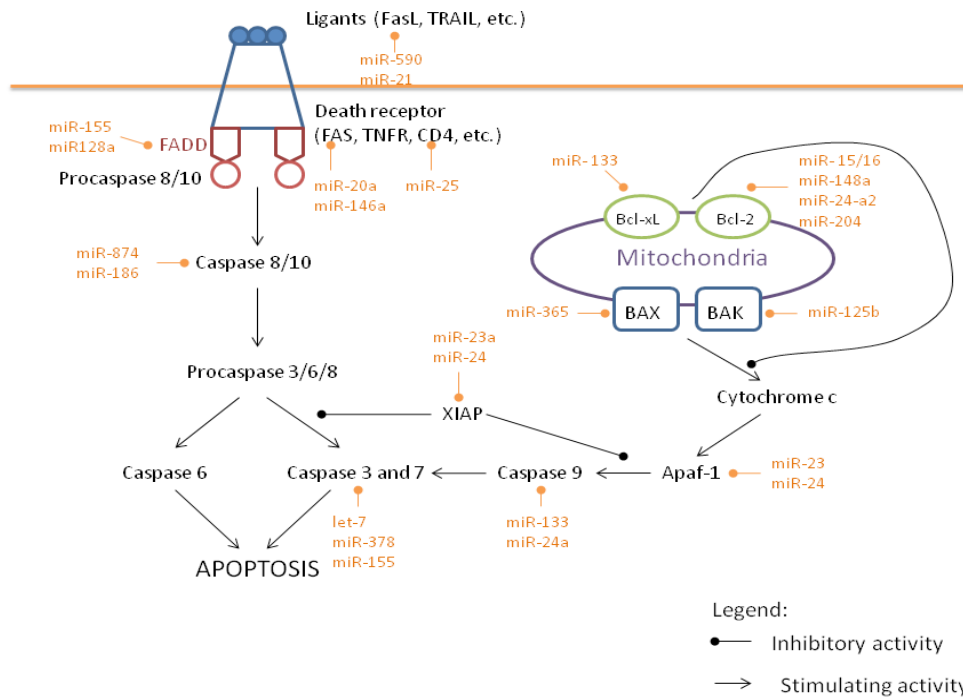 Ligants (FasL, TRAIL, etc.)
miR-590
miR-21
Death receptor
(FAS, TNFR, CD4, etc.)
miR-155
miR128a
FADD
Procaspase 8/10
miR-20a
miR-146a
miR-25
miR-133
miR-15/16
miR-148a
miR-24-a2
miR-204
Bcl-xL
Bcl-2
Mitochondria
miR-874
miR-186
Caspase 8/10
miR-365
BAX
BAK
miR-125b
miR-23a
miR-24
Procaspase 3/6/8
Cytochrome c
XIAP
Caspase 6
Caspase 3 and 7
Caspase 9
Apaf-1
miR-23
miR-24
let-7
miR-378
miR-155
miR-133
miR-24a
APOPTOSIS
Legend:
Inhibitory activity
Stimulating activity